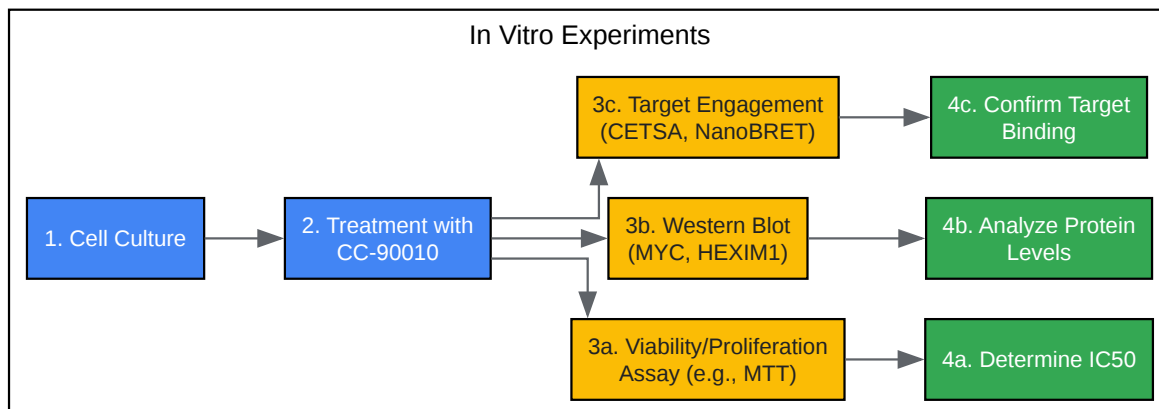 In Vitro Experiments
3c. Target Engagement
(CETSA, NanoBRET)
4c. Confirm Target
Binding
1. Cell Culture
2. Treatment with
CC-90010
3b. Western Blot
(MYC, HEXIM1)
4b. Analyze Protein
Levels
3a. Viability/Proliferation
Assay (e.g., MTT)
4a. Determine IC50